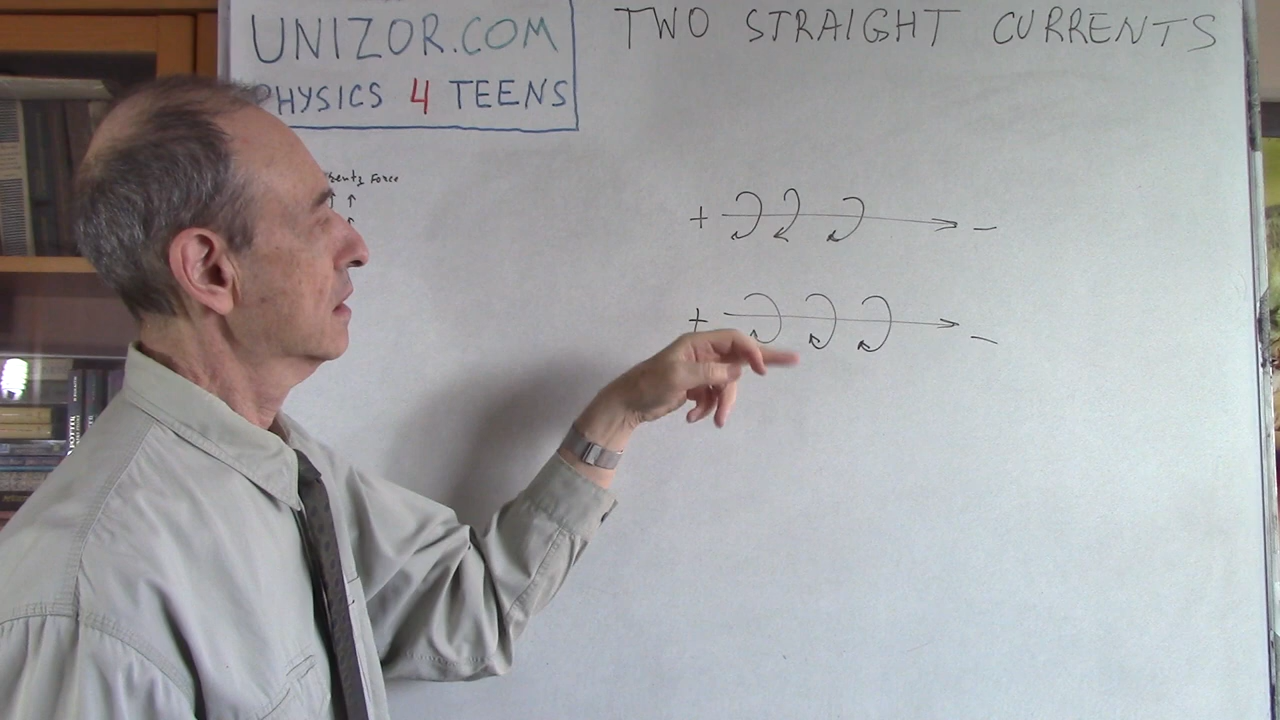 UNIZOR.COM
PHYSICS 4 TEENS
TWO STRAIGHT CURRENTS
Force
+ −
+ −